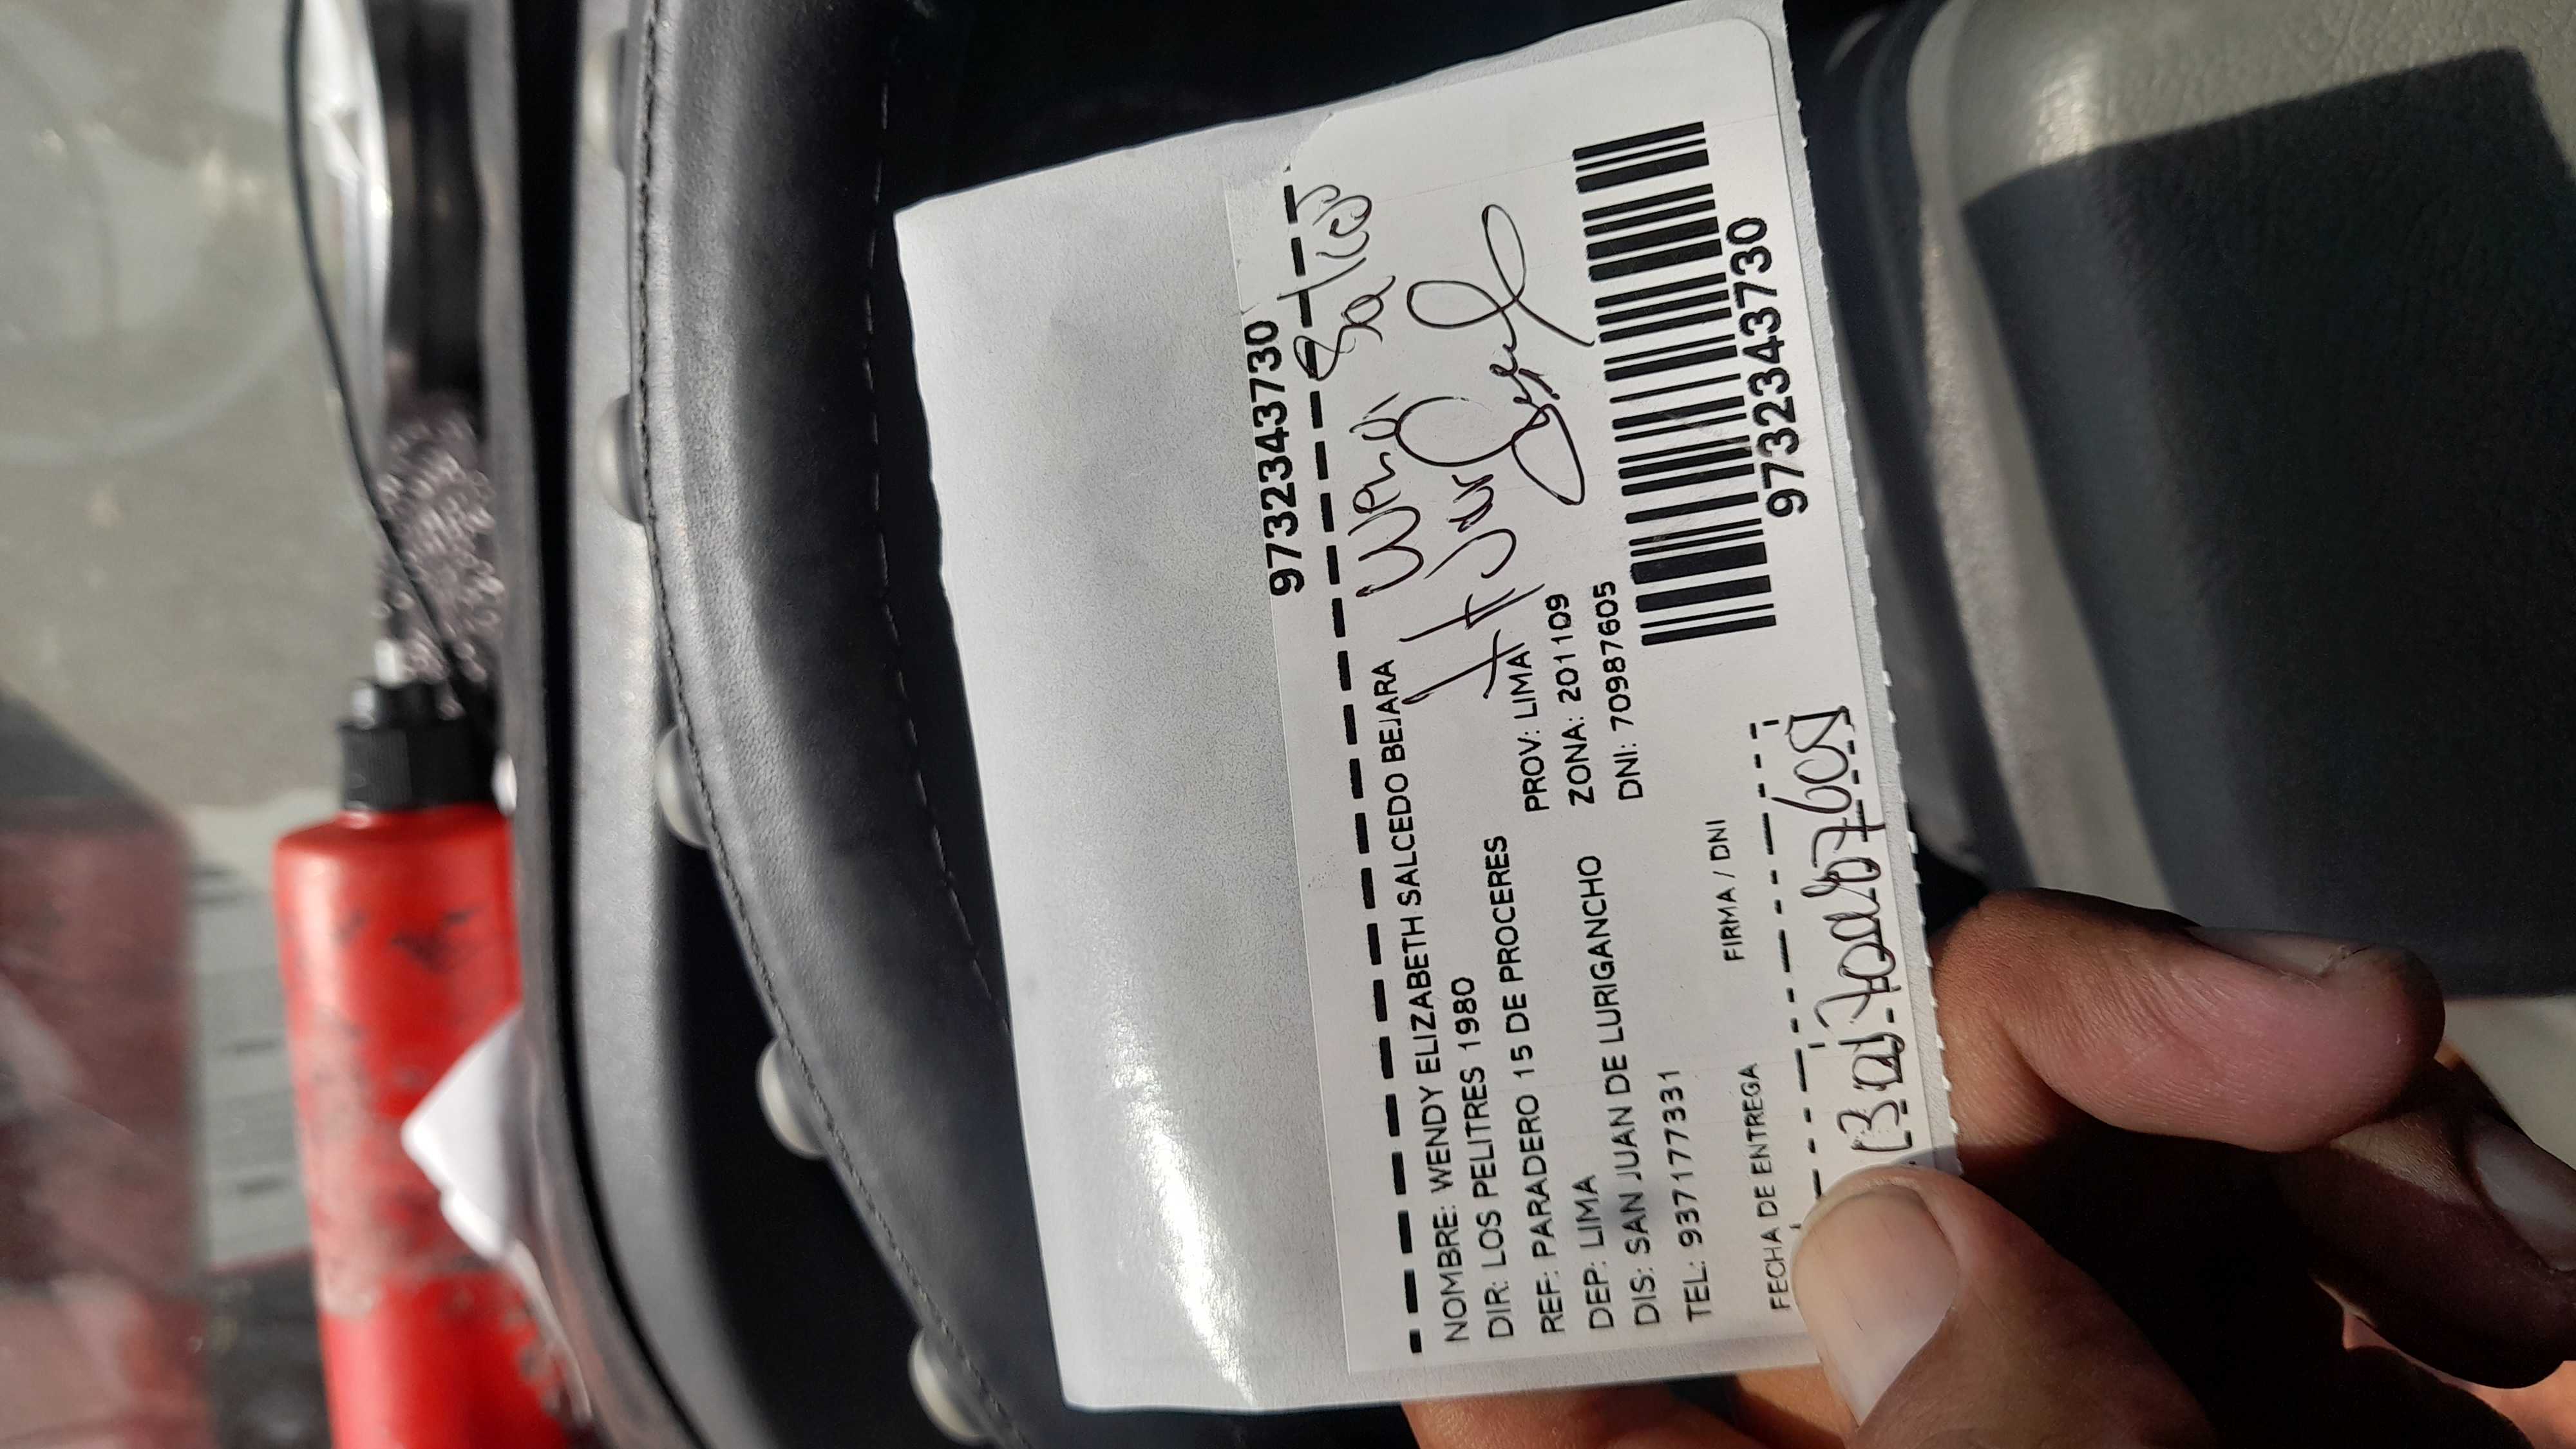 9732343730
NOMBRE: WENDY ELIZABETH SALCEDO BEJARA
DIR: LOS PELITRES 1980
REF: PARADERO 15 DE PROCERES
DEP: LIMA PROV: LIMA
DIS: SAN JUAN DE LURIGANCHO ZONA: 201109
TEL: 937177331 DNI: 70987605
FECHA DE ENTREGA FIRMA / DNI
9732343730